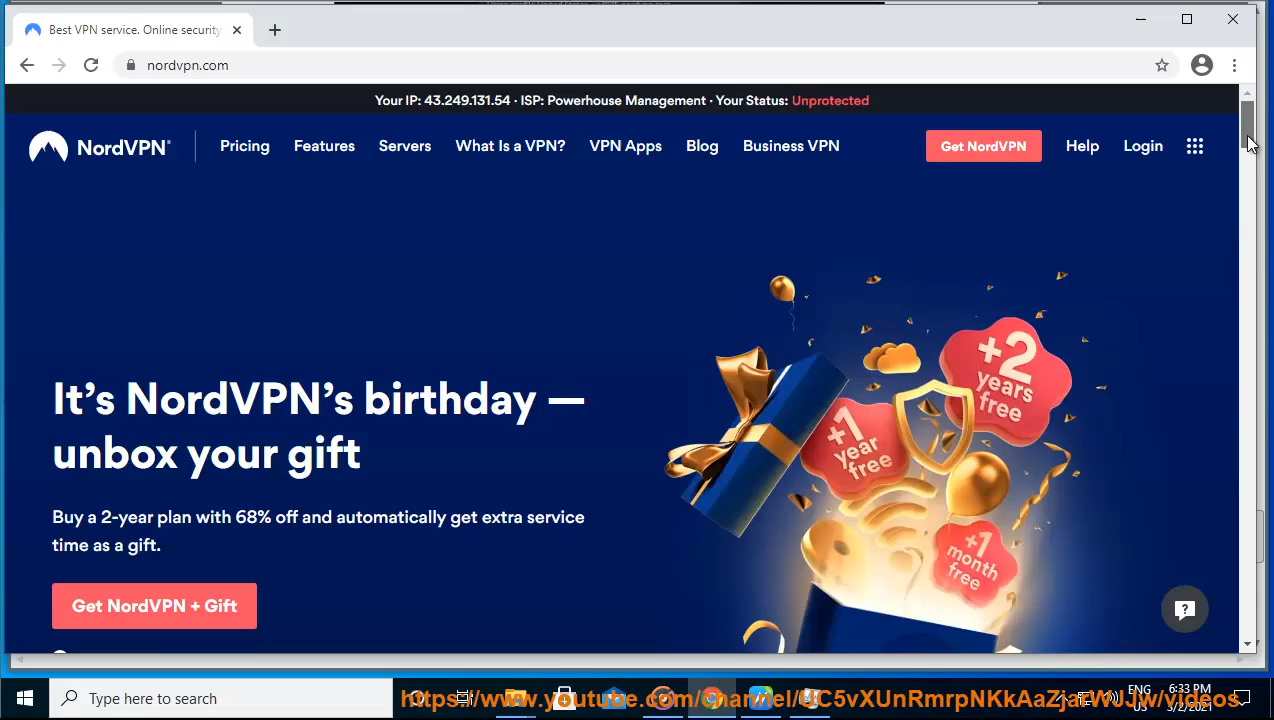 Best VPN service. Online security
nordvpn.com
Your IP: 43.249.131.54 · ISP: Powerhouse Management · Your Status: Unprotected
NordVPN®
Pricing
Features
Servers
What Is a VPN?
VPN Apps
Blog
Business VPN
Get NordVPN
Help
Login
It's NordVPN's birthday —
unbox your gift
Buy a 2-year plan with 68% off and automatically get extra service
time as a gift.
Get NordVPN + Gift
+2
years
free
+1
year
free
+1
month
free
Type here to search
ENG
6:33 PM